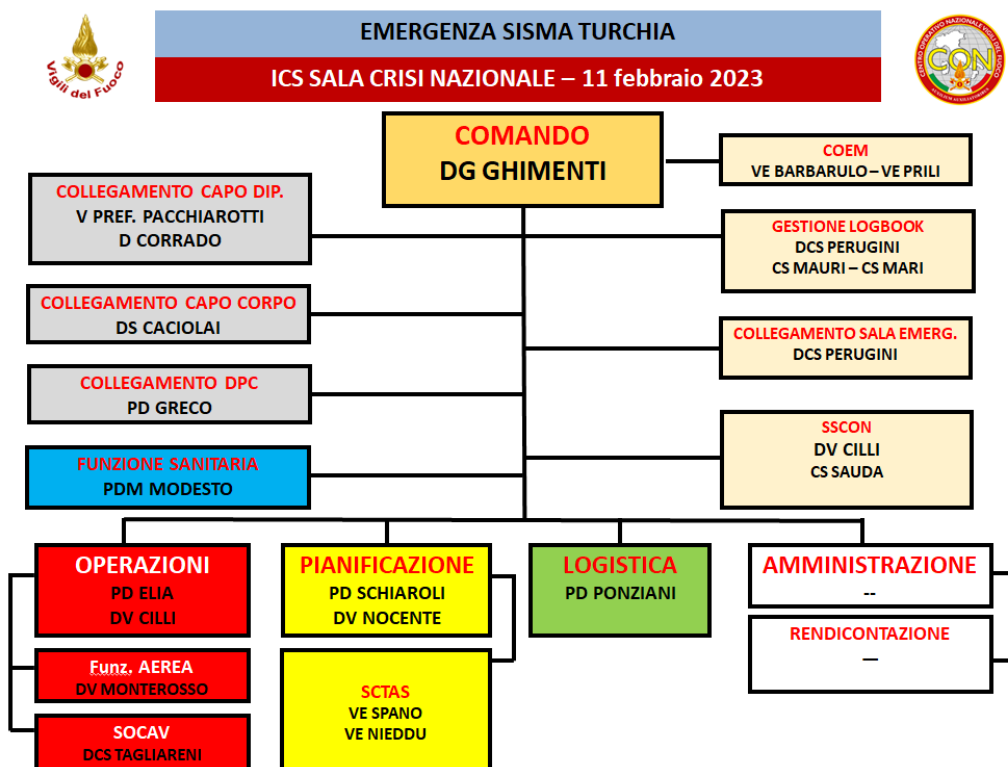 EMERGENZA SISMA TURCHIA
ICS SALA CRISI NAZIONALE – 11 febbraio 2023
Vigili del Fuoco
CENTRO OPERATIVO NAZIONALE VIGILI DEL FUOCO
CON
COMANDO
DG GHIMENTI
COEM
VE BARBARULO – VE PRILI
COLLEGAMENTO CAPO DIP.
V PREF. PACCHIAROTTI
D CORRADO
GESTIONE LOGBOOK
DCS PERUGINI
CS MAURI – CS MARI
COLLEGAMENTO CAPO CORPO
DS CACIOLAI
COLLEGAMENTO SALA EMERG.
DCS PERUGINI
COLLEGAMENTO DPC
PD GRECO
SSCON
DV CILLI
CS SAUDA
FUNZIONE SANITARIA
PDM MODESTO
OPERAZIONI
PD ELIA
DV CILLI
Funz. AEREA
DV MONTEROSSO
SOCAV
DCS TAGLIARENI
PIANIFICAZIONE
PD SCHIAROLI
DV NOCENTE
SCTAS
VE SPANO
VE NIEDDU
LOGISTICA
PD PONZIANI
AMMINISTRAZIONE
--
RENDICONTAZIONE
—